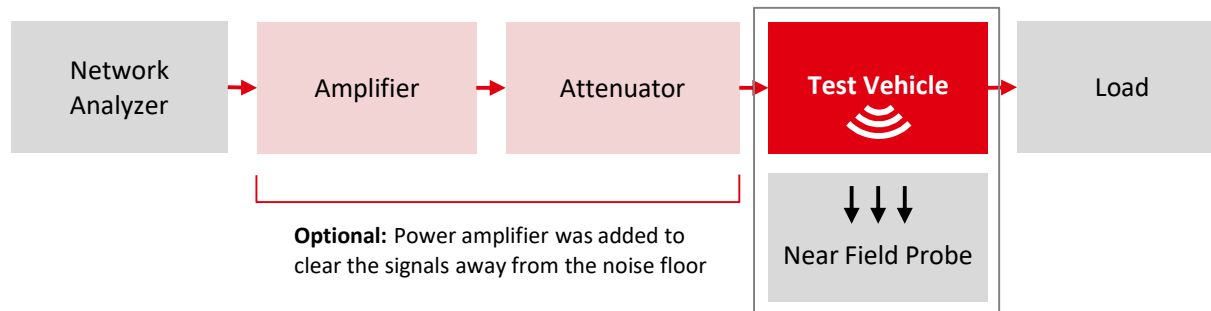 Network
Analyzer
Amplifier
Attenuator
Test Vehicle
Load
Optional: Power amplifier was added to
clear the signals away from the noise floor
Near Field Probe